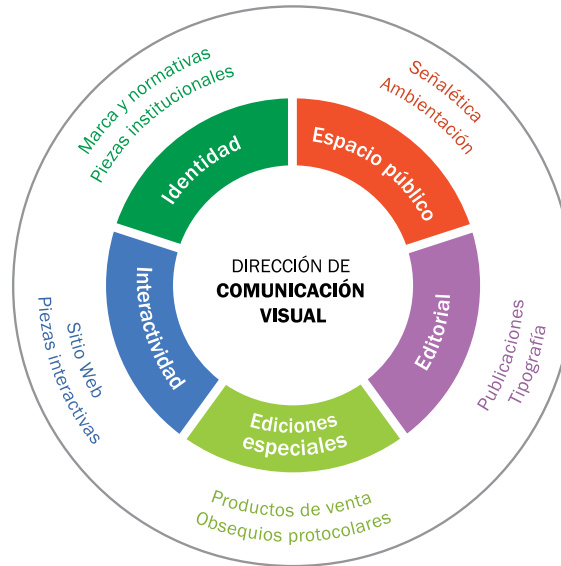 Marca y normativas
Piezas institucionales
Identidad
Señalética
Ambientación
Espacio público
DIRECCIÓN DE
COMUNICACIÓN
VISUAL
Interactividad
Sitio Web
Piezas interactivas
Editorial
Publicaciones
Tipografía
Ediciones
especiales
Productos de venta
Obsequios protocolares